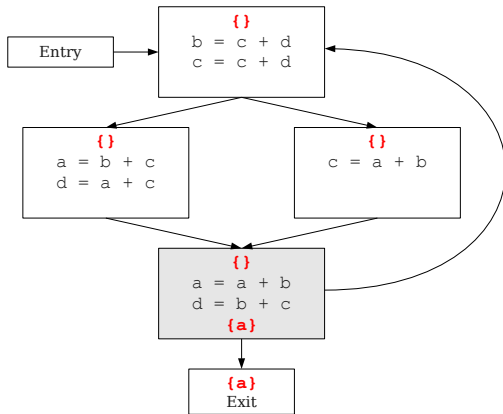 {}
Entry
b = c + d
c = c + d
{}
a = b + c
d = a + c
{}
c = a + b
{}
a = a + b
d = b + c
{a}
{a}
Exit